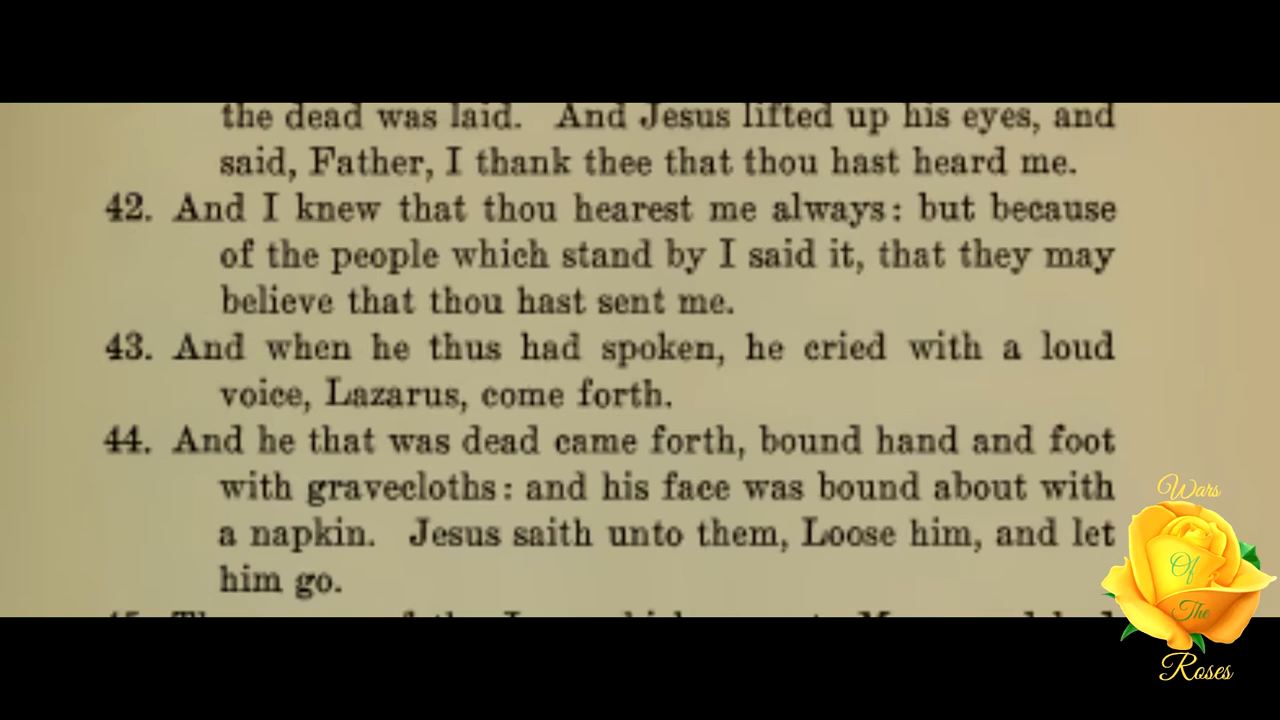 the dead was laid. And Jesus lifted up his eyes, and
said, Father, I thank thee that thou hast heard me.
42. And I knew that thou hearest me always: but because
of the people which stand by I said it, that they may
believe that thou hast sent me.
43. And when he thus had spoken, he cried with a loud
voice, Lazarus, come forth.
44. And he that was dead came forth, bound hand and foot
with gravecloths: and his face was bound about with
a napkin. Jesus saith unto them, Loose him, and let
him go.
Wars
Of
The
Roses